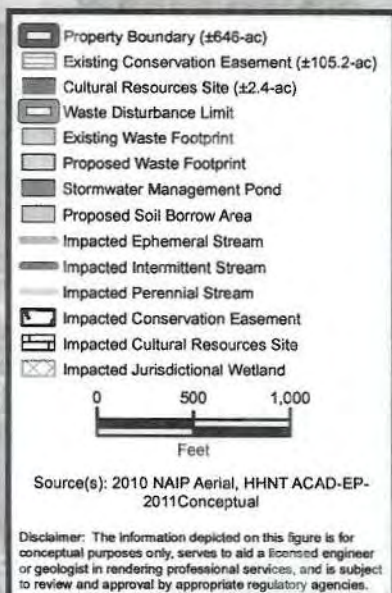 Property Boundary (±646-ac)
Existing Conservation Easement (±105.2-ac)
Cultural Resources Site (±2.4-ac)
Waste Disturbance Limit
Existing Waste Footprint
Proposed Waste Footprint
Stormwater Management Pond
Proposed Soil Borrow Area
Impacted Ephemeral Stream
Impacted Intermittent Stream
Impacted Perennial Stream
Impacted Conservation Easement
Impacted Cultural Resources Site
Impacted Jurisdictional Wetland
0 500 1,000
Feet
Source(s): 2010 NAIP Aerial, HHNT ACAD-EP-
2011Conceptual
Disclaimer: The information depicted on this figure is for
conceptual purposes only, serves to aid a licensed engineer
or geologist in rendering professional services, and is subject
to review and approval by appropriate regulatory agencies.